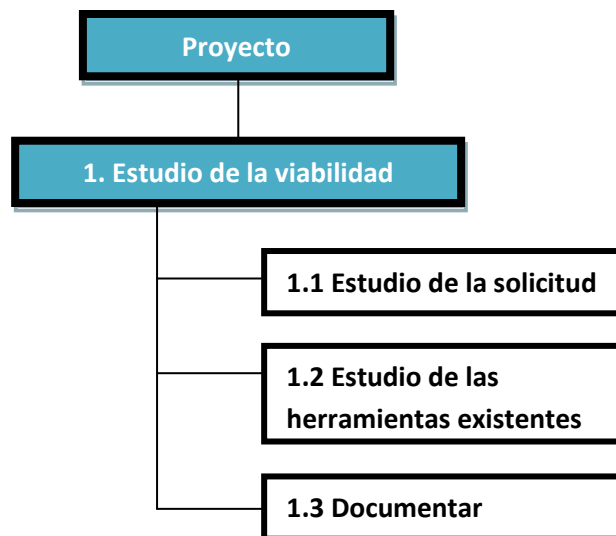 Proyecto
1. Estudio de la viabilidad
1.1 Estudio de la solicitud
1.2 Estudio de las
herramientas existentes
1.3 Documentar